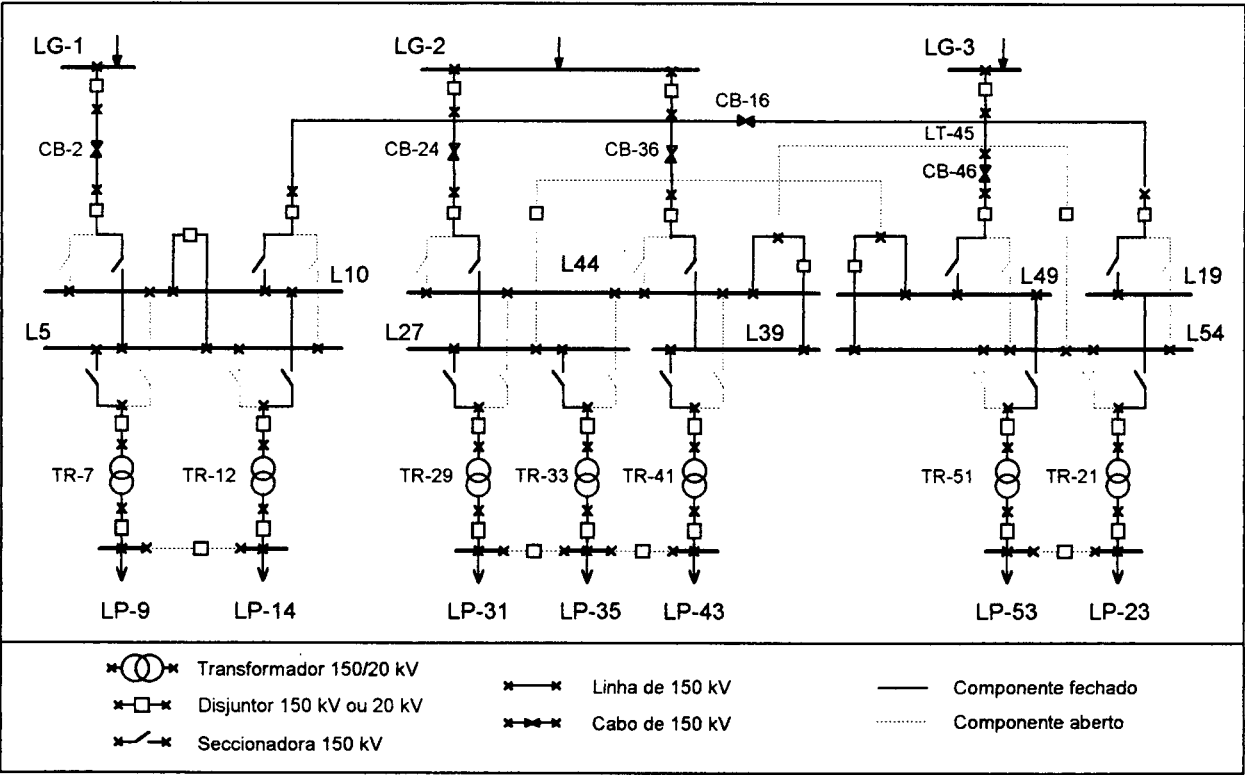 LG-1
LG-2
LG-3
CB-16
LT-45
CB-2
CB-24
CB-36
CB-46
L10
L44
L49
L19
L5
L27
L39
L54
TR-7
TR-12
TR-29
TR-33
TR-41
TR-51
TR-21
LP-9
LP-14
LP-31
LP-35
LP-43
LP-53
LP-23
Transformador 150/20 kV
Disjuntor 150 kV ou 20 kV
Seccionadora 150 kV
Linha de 150 kV
Cabo de 150 kV
Componente fechado
Componente aberto